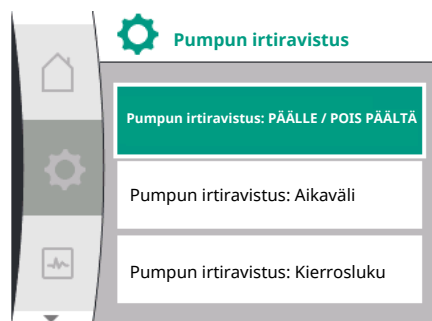 Pumpun irtiravistus
Pumpun irtiravistus: PÄÄLLE / POIS PÄÄLTÄ
Pumpun irtiravistus: Aikaväli
Pumpun irtiravistus: Kierrosluku